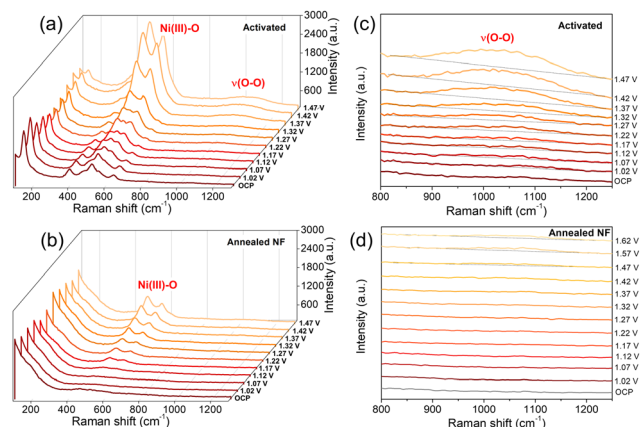 (a)
Activated
Ni(III)-O
ν(O-O)
3000
2400
1800
1200
600
Intensity (a.u.)
1.47 V
1.42 V
1.37 V
1.32 V
1.27 V
1.22 V
1.17 V
1.12 V
1.07 V
1.02 V
OCP
200 400 600 800 1000 1200
Raman shift (cm-1)
(c)
Activated
ν(O-O)
Intensity (a.u.)
1.47 V
1.42 V
1.37 V
1.32 V
1.27 V
1.22 V
1.17 V
1.12 V
1.07 V
1.02 V
OCP
800 900 1000 1100 1200
Raman shift (cm-1)
(b)
Annealed NF
Ni(III)-O
3000
2400
1800
1200
600
Intensity (a.u.)
1.47 V
1.42 V
1.37 V
1.32 V
1.27 V
1.22 V
1.17 V
1.12 V
1.07 V
1.02 V
OCP
200 400 600 800 1000 1200
Raman shift (cm-1)
(d)
Annealed NF
Intensity (a.u.)
1.62 V
1.57 V
1.47 V
1.42 V
1.37 V
1.32 V
1.27 V
1.22 V
1.17 V
1.12 V
1.07 V
1.02 V
OCP
800 900 1000 1100 1200
Raman shift (cm-1)